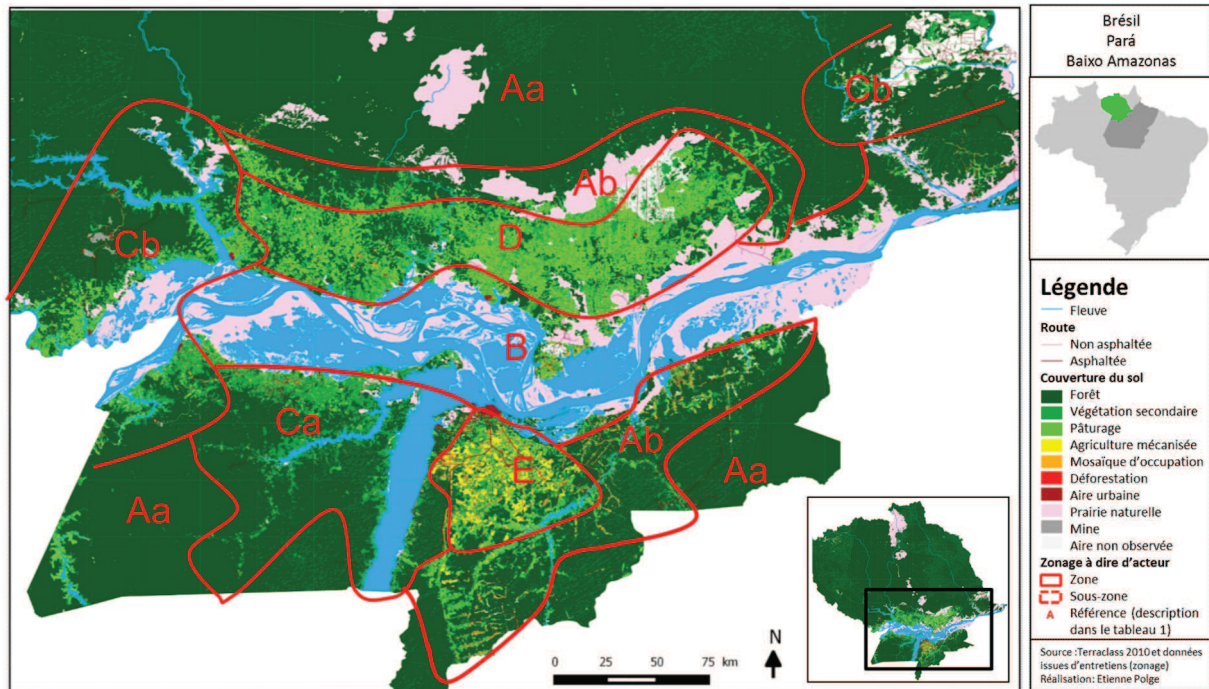 Aa
Cb
Ab
Cb
D
B
Ca
Ab
E
Aa
Aa
N
0 25 50 75 km
Brésil
Pará
Baixo Amazonas
Légende
Fleuve
Route
Non asphaltée
Asphaltée
Couverture du sol
Forêt
Végétation secondaire
Pâturage
Agriculture mécanisée
Mosaïque d'occupation
Déforestation
Aire urbaine
Prairie naturelle
Mine
Aire non observée
Zonage à dire d'acteur
Zone
Sous-zone
A Référence (description
dans le tableau 1)
Source :Terraclass 2010 et données
issues d'entretiens (zonage)
Réalisation: Etienne Polge